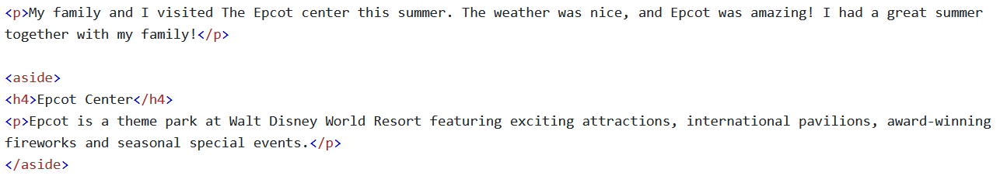 <p>My family and I visited The Epcot center this summer. The weather was nice, and Epcot was amazing! I had a great summer
together with my family!</p>
<aside>
<h4>Epcot Center</h4>
<p>Epcot is a theme park at Walt Disney World Resort featuring exciting attractions, international pavilions, award-winning
fireworks and seasonal special events.</p>
</aside>